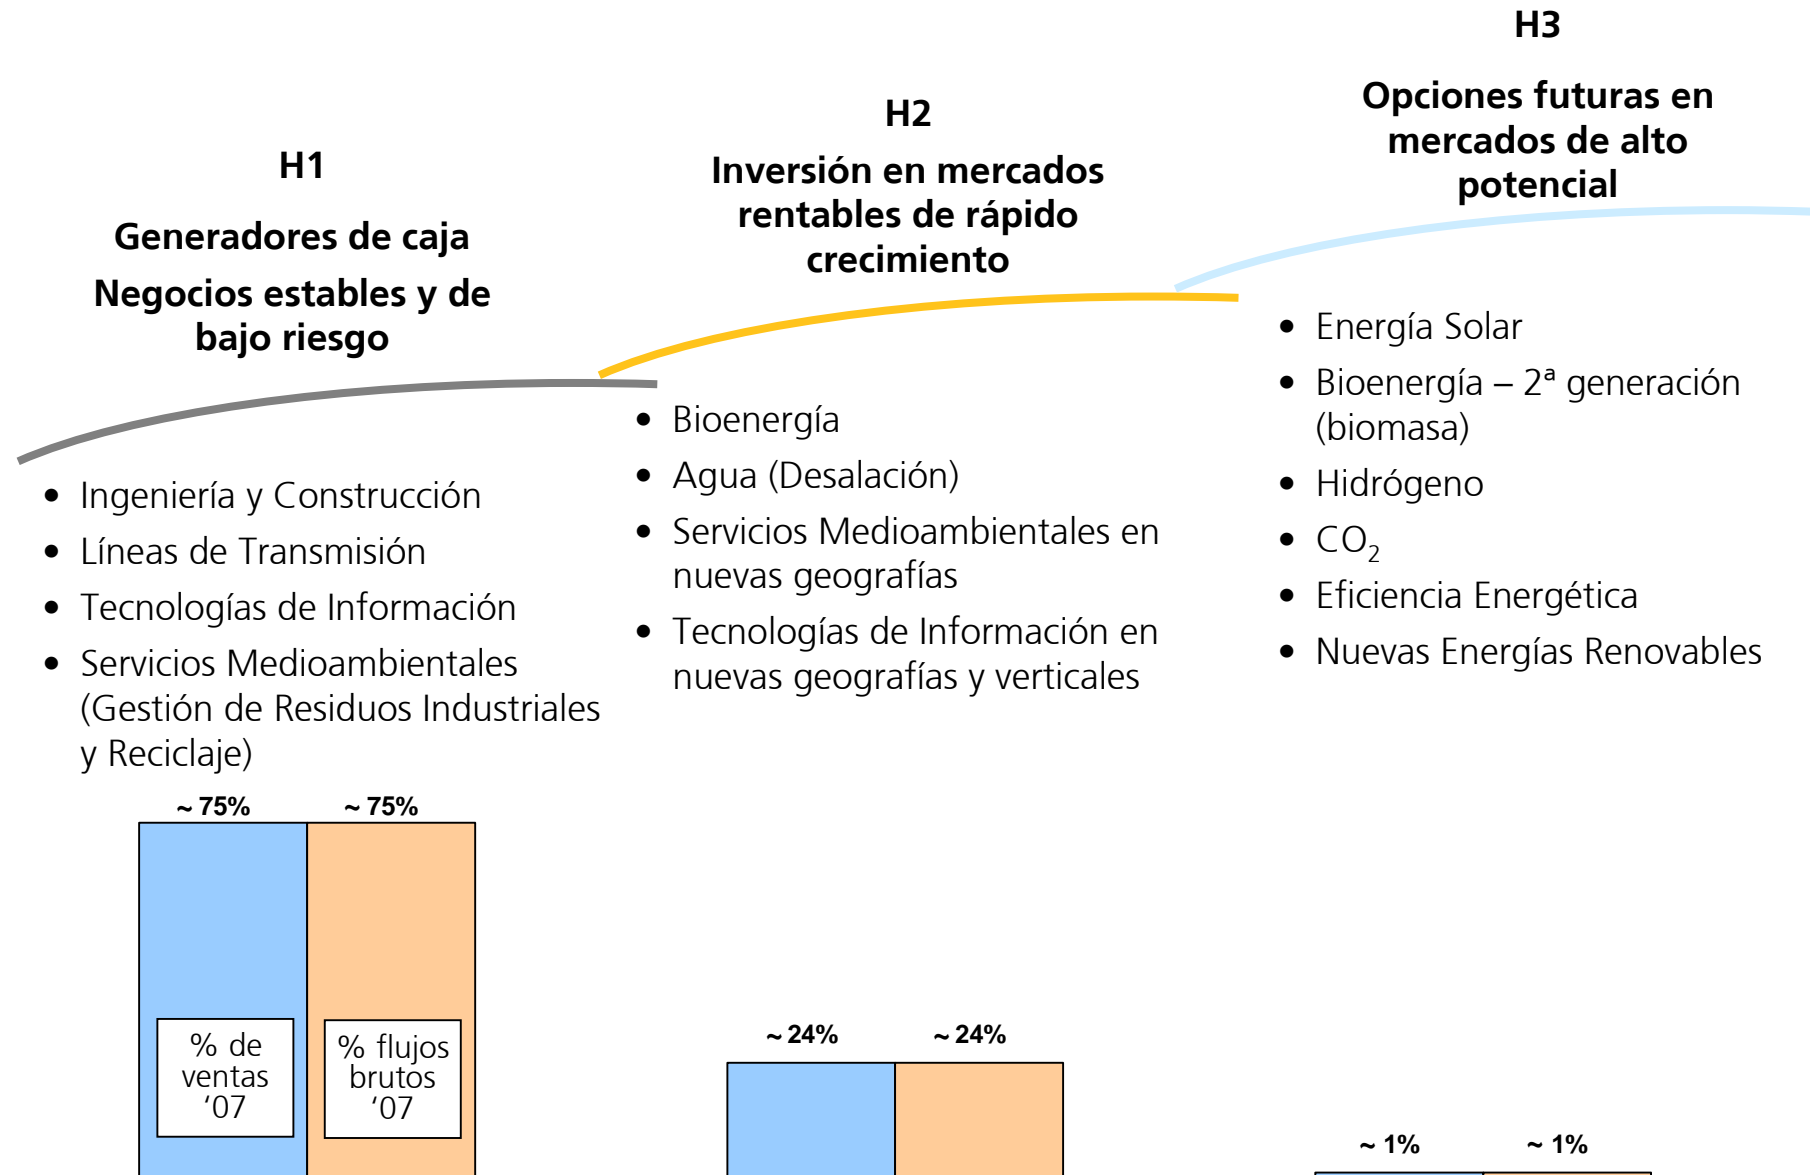 H1
Generadores de caja
Negocios estables y de
bajo riesgo
• Ingeniería y Construcción
• Líneas de Transmisión
• Tecnologías de Información
• Servicios Medioambientales
(Gestión de Residuos Industriales
y Reciclaje)
~ 75%
~ 75%
% de
ventas
‘07
% flujos
brutos
‘07
H2
Inversión en mercados
rentables de rápido
crecimiento
• Bioenergía
• Agua (Desalación)
• Servicios Medioambientales en
nuevas geografías
• Tecnologías de Información en
nuevas geografías y verticales
~ 24%
~ 24%
H3
Opciones futuras en
mercados de alto
potencial
• Energía Solar
• Bioenergía – 2ª generación
(biomasa)
• Hidrógeno
• CO₂
• Eficiencia Energética
• Nuevas Energías Renovables
~ 1%
~ 1%